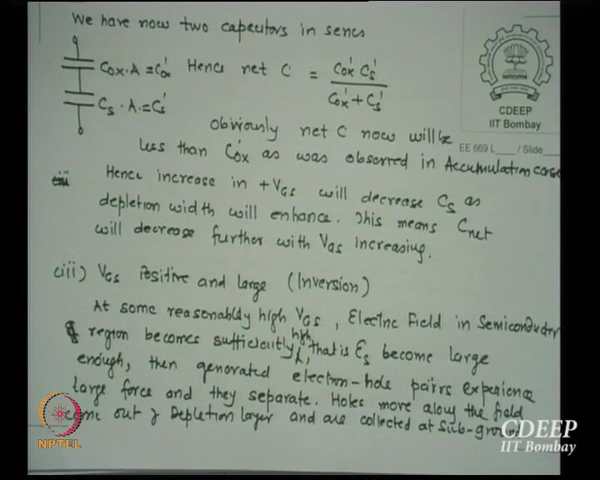 We have now two capacitors in series
Cox·A = C'ox Hence net C = C'ox C's / C'ox + C's
Cs·A = C's
Obviously net C now will be
less than C'ox as was observed in Accumulation case
Hence increase in +VGS will decrease Cs as
depletion width will enhance. This means Cnet
will decrease further with VGS increasing.
(iii) VGS Positive and large (Inversion)
At some reasonably high VGS, Electric Field in Semiconductor
region becomes sufficiently high, that is Es become large
enough, then generated electron-hole pairs experience
large force and they separate. Holes move along the field
come out of Depletion layer and are collected at Sub-ground
CDEEP
IIT Bombay
EE 669 L___/Slide___
NPTEL
CDEEP
IIT Bombay